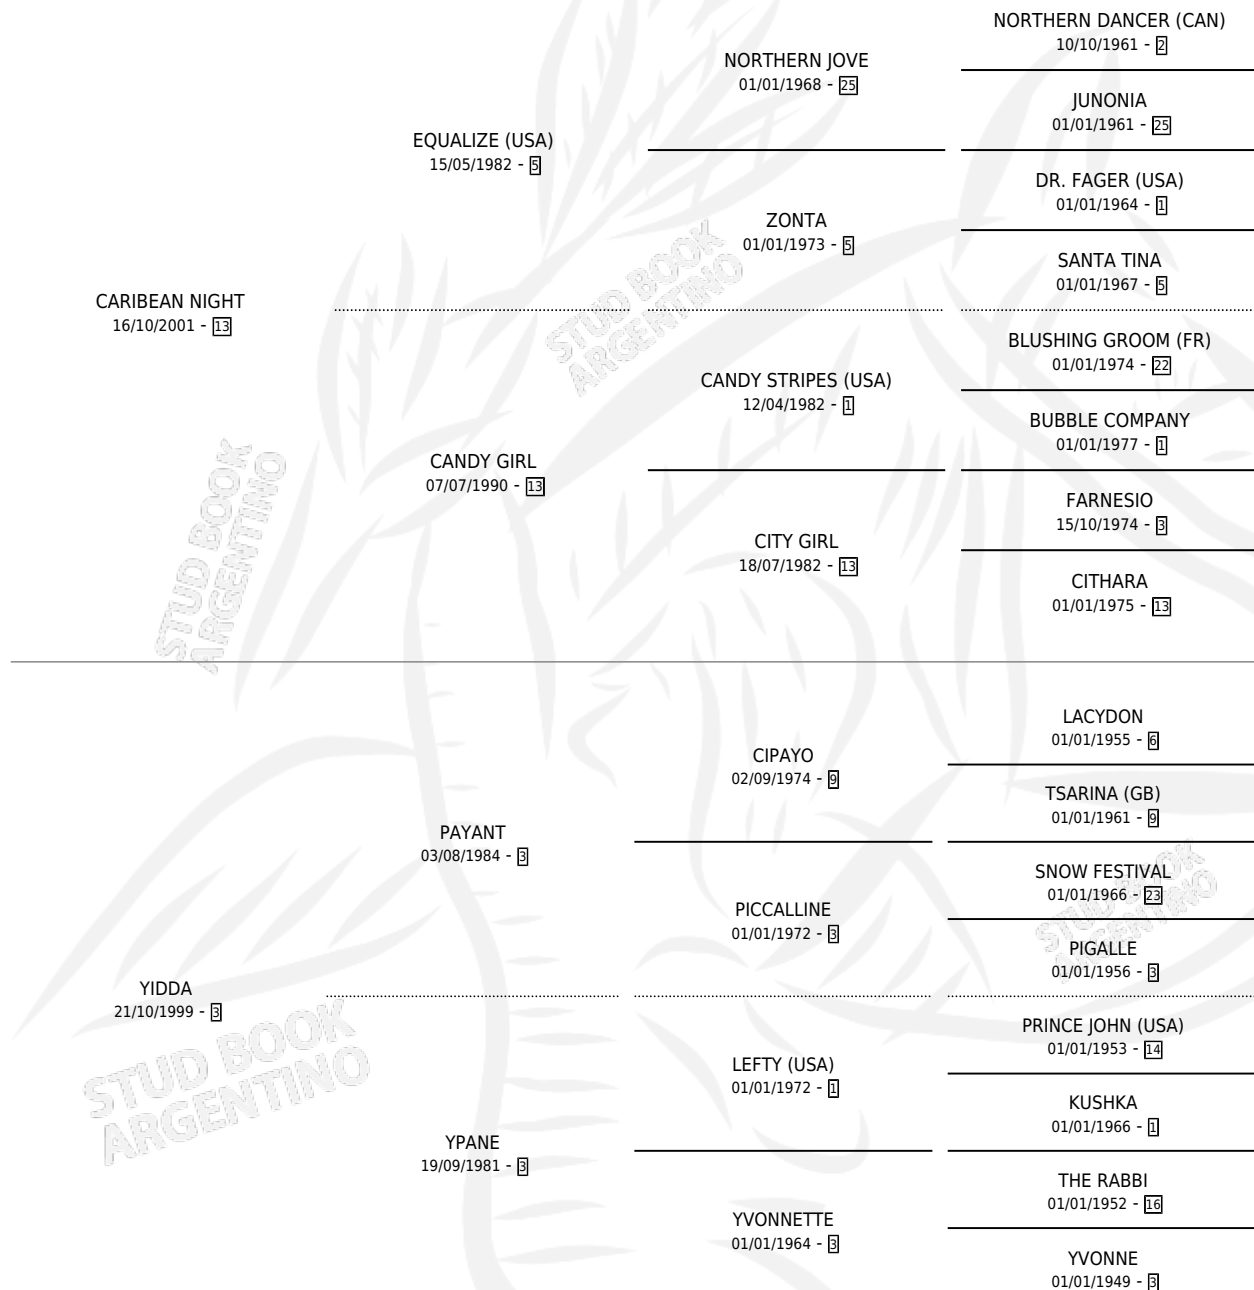 NORTHERN DANCER (CAN)
10/10/1961 - 2
NORTHERN JOVE
01/01/1968 - 25
JUNONIA
01/01/1961 - 25
EQUALIZE (USA)
15/05/1982 - 5
DR. FAGER (USA)
01/01/1964 - 1
ZONTA
01/01/1973 - 5
SANTA TINA
01/01/1967 - 5
CARIBEAN NIGHT
16/10/2001 - 13
BLUSHING GROOM (FR)
01/01/1974 - 22
CANDY STRIPES (USA)
12/04/1982 - 1
BUBBLE COMPANY
01/01/1977 - 1
CANDY GIRL
07/07/1990 - 13
FARNESIO
15/10/1974 - 3
CITY GIRL
18/07/1982 - 13
CITHARA
01/01/1975 - 13
LACYDON
01/01/1955 - 6
CIPAYO
02/09/1974 - 9
TSARINA (GB)
01/01/1961 - 9
PAYANT
03/08/1984 - 3
SNOW FESTIVAL
01/01/1966 - 23
PICCALLINE
01/01/1972 - 3
PIGALLE
01/01/1956 - 3
YIDDA
21/10/1999 - 3
PRINCE JOHN (USA)
01/01/1953 - 14
LEFTY (USA)
01/01/1972 - 1
KUSHKA
01/01/1966 - 1
YPANE
19/09/1981 - 3
THE RABBI
01/01/1952 - 16
YVONNETTE
01/01/1964 - 3
YVONNE
01/01/1949 - 3
STUD BOOK
ARGENTINO
STUD BOOK
ARGENTINO
STUD BOOK
ARGENTINO
STUD BOOK
ARGENTINO